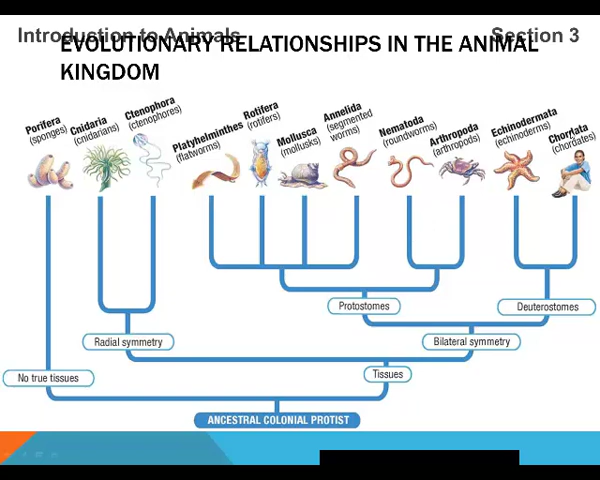 Introduction to Animals
Section 3
EVOLUTIONARY RELATIONSHIPS IN THE ANIMAL
KINGDOM
Porifera
(sponges)
Cnidaria
(cnidarians)
Ctenophora
(ctenophores)
Platyhelminthes
(flatworms)
Rotifera
(rotifers)
Mollusca
(mollusks)
Annelida
(segmented
worms)
Nematoda
(roundworms)
Arthropoda
(arthropods)
Echinodermata
(echinoderms)
Chordata
(chordates)
Protostomes
Deuterostomes
Radial symmetry
Bilateral symmetry
No true tissues
Tissues
ANCESTRAL COLONIAL PROTIST